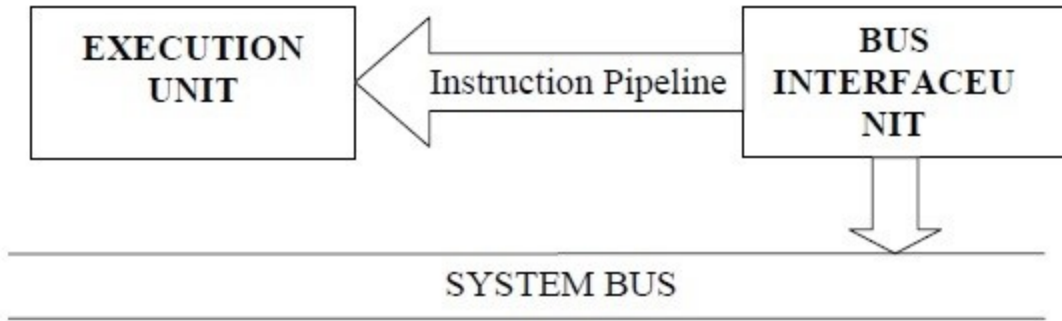 EXECUTION
UNIT
Instruction Pipeline
BUS
INTERFACEU
NIT
SYSTEM BUS